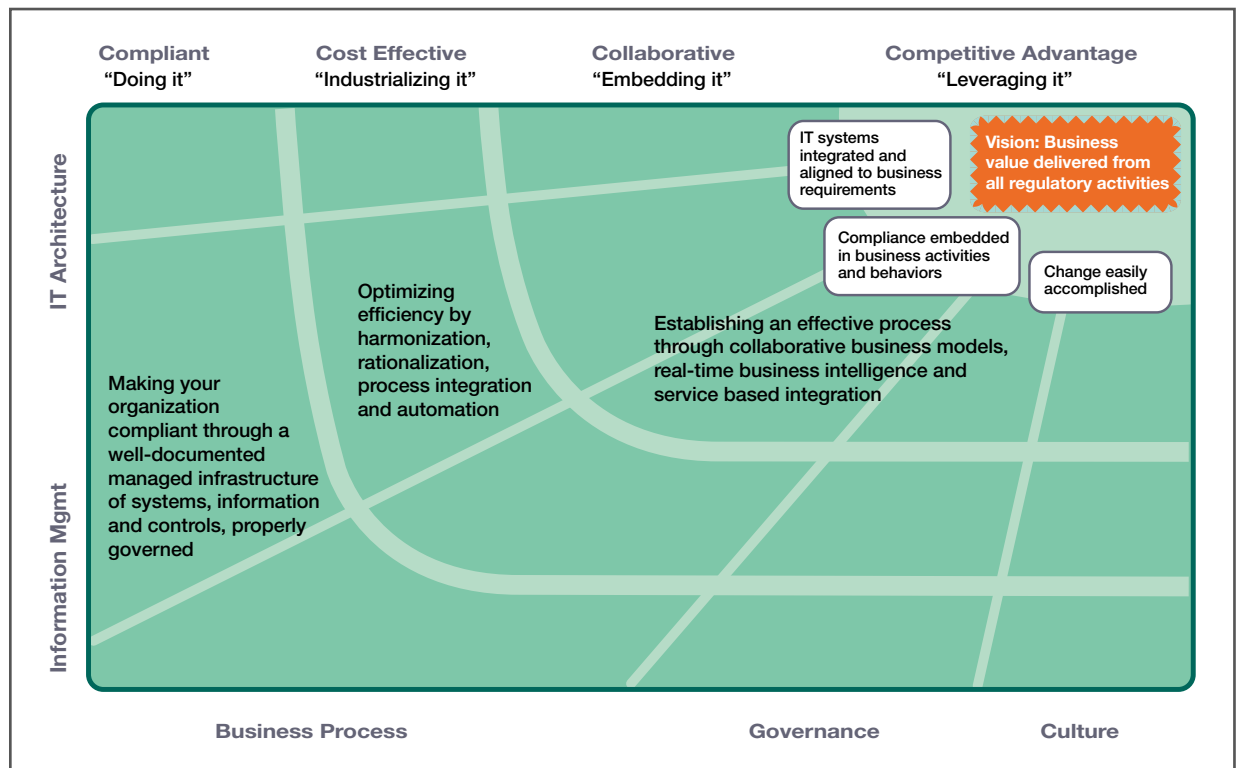 Compliant
"Doing it"
Cost Effective
"Industrializing it"
Collaborative
"Embedding it"
Competitive Advantage
"Leveraging it"
IT Architecture
Information Mgmt
IT systems
integrated and
aligned to business
requirements
Vision: Business
value delivered from
all regulatory activities
Compliance embedded
in business activities
and behaviors
Change easily
accomplished
Making your
organization
compliant through a
well-documented
managed infrastructure
of systems, information
and controls, properly
governed
Optimizing
efficiency by
harmonization,
rationalization,
process integration
and automation
Establishing an effective process
through collaborative business models,
real-time business intelligence and
service based integration
Business Process
Governance
Culture